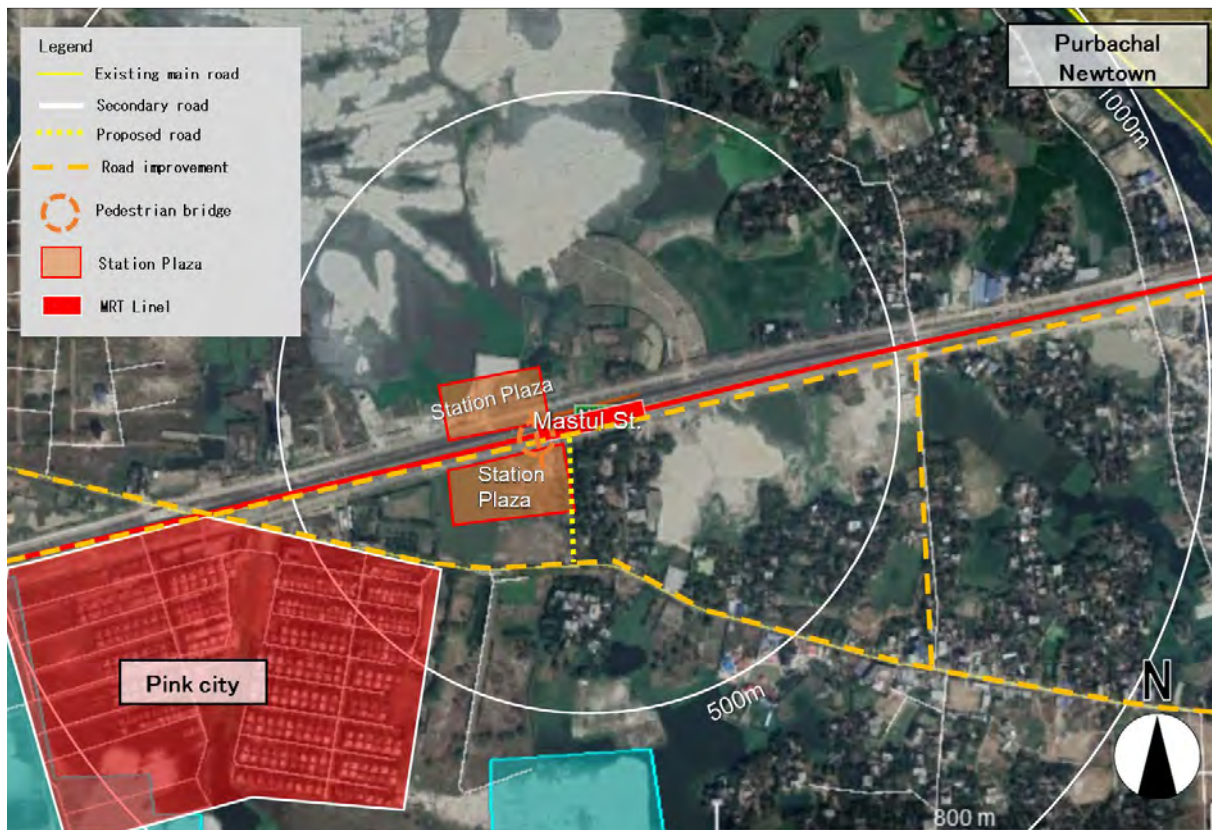 Legend
Existing main road
Secondary road
Proposed road
Road improvement
Pedestrian bridge
Station Plaza
MRT Line1
Purbachal
Newtown
1000m
Station Plaza
Mastul St.
Station
Plaza
Pink city
500m
N
800 m